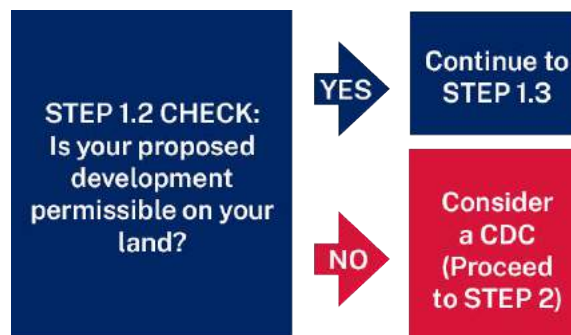 STEP 1.2 CHECK:
Is your proposed
development
permissible on your
land?
YES
Continue to
STEP 1.3
NO
Consider
a CDC
(Proceed
to STEP 2)